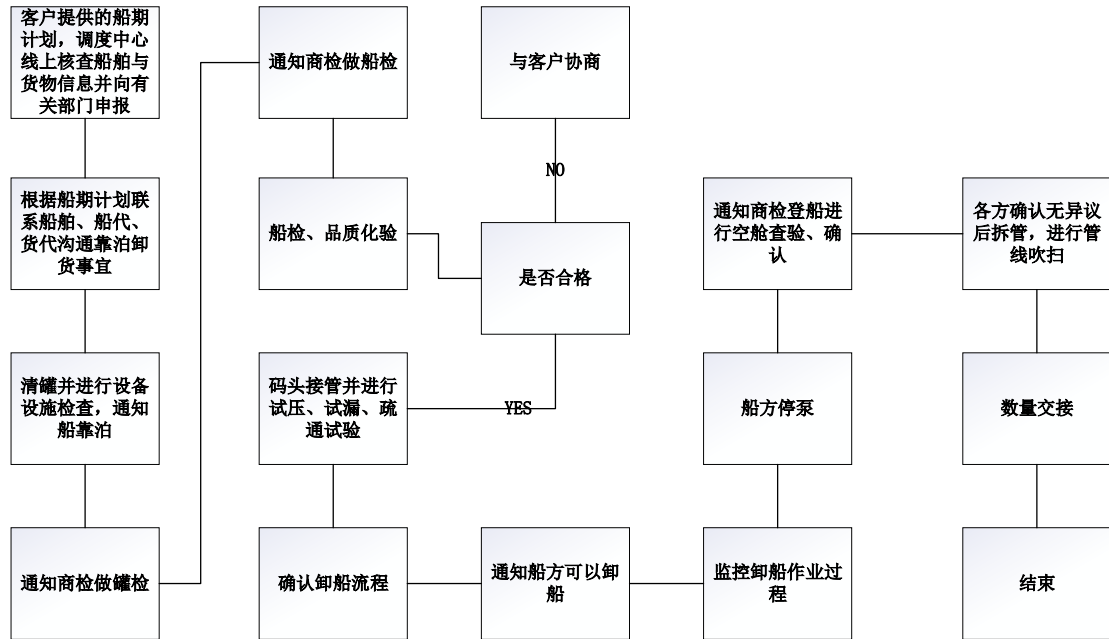 客户提供的船期
计划，调度中心
线上核查船舶与
货物信息并向有
关部门申报
根据船期计划联
系船舶、船代、
货代沟通靠泊卸
货事宜
清罐并进行设备
设施检查，通知
船靠泊
通知商检做罐检
通知商检做船检
船检、品质化验
是否合格
NO
与客户协商
YES
码头接管并进行
试压、试漏、疏
通试验
确认卸船流程
通知船方可以卸
船
监控卸船作业过
程
船方停泵
通知商检登船进
行空舱查验、确
认
各方确认无异议
后拆管，进行管
线吹扫
数量交接
结束